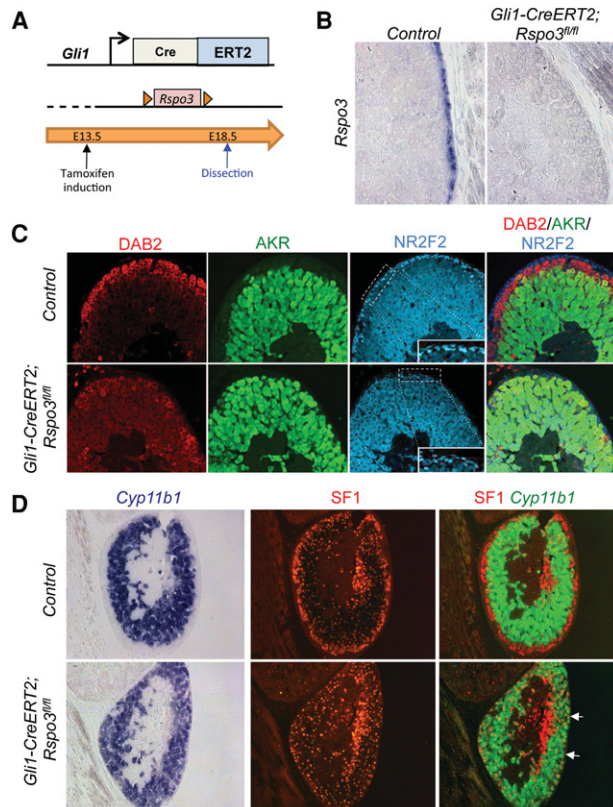 A
Gli1
Cre
ERT2
Rspo3
E13.5
E18.5
Tamoxifen
induction
Dissection
B
Control
Gli1-CreERT2;
Rspo3fl/fl
Rspo3
C
DAB2
AKR
NR2F2
DAB2/AKR/
NR2F2
Control
Gli1-CreERT2;
Rspo3fl/fl
D
Cyp11b1
SF1
SF1 Cyp11b1
Control
Gli1-CreERT2;
Rspo3fl/fl